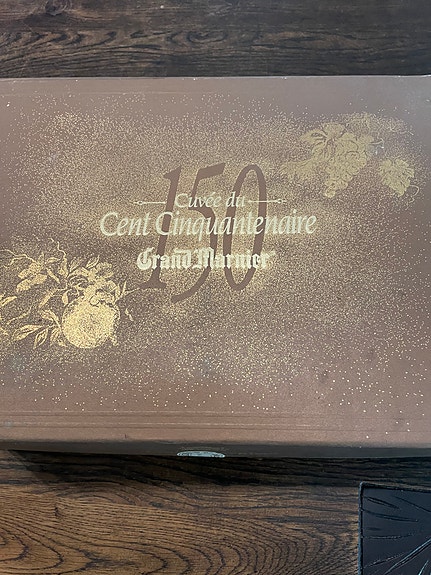 150
Cuvée du
Cent Cinquantenaire
Grand Marnier